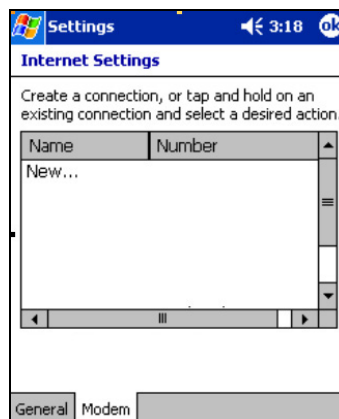 Settings 3:18 ok
Internet Settings
Create a connection, or tap and hold on an
existing connection and select a desired action.
Name Number
New...
General Modem